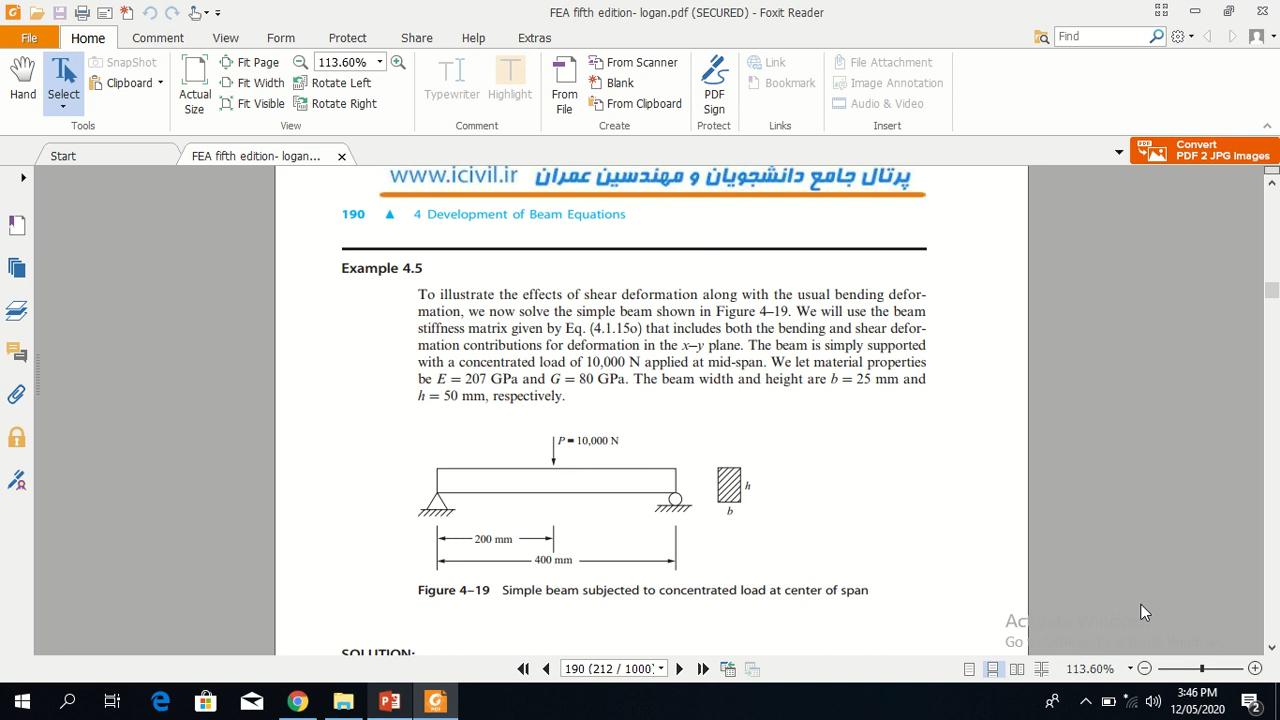 FEA fifth edition- logan.pdf (SECURED) - Foxit Reader
File Home Comment View Form Protect Share Help Extras
Find
Hand
Select
SnapShot
Clipboard
Tools
Actual Size
Fit Page
Fit Width
Fit Visible
113.60%
Rotate Left
Rotate Right
View
Typewriter
Highlight
Comment
From File
From Scanner
Blank
From Clipboard
Create
PDF Sign
Protect
Link
Bookmark
Links
File Attachment
Image Annotation
Audio & Video
Insert
Start
FEA fifth edition- logan...
Convert
PDF 2 JPG Images
www.icivil.ir پرتال جامع دانشجویان و مهندسین عمران
190 ▲ 4 Development of Beam Equations
Example 4.5
To illustrate the effects of shear deformation along with the usual bending defor-
mation, we now solve the simple beam shown in Figure 4–19. We will use the beam
stiffness matrix given by Eq. (4.1.15o) that includes both the bending and shear defor-
mation contributions for deformation in the x–y plane. The beam is simply supported
with a concentrated load of 10,000 N applied at mid-span. We let material properties
be E = 207 GPa and G = 80 GPa. The beam width and height are b = 25 mm and
h = 50 mm, respectively.
P = 10,000 N
h
b
200 mm
400 mm
Figure 4–19 Simple beam subjected to concentrated load at center of span
SOLUTION:
190 (212 / 1000)
113.60%
3:46 PM
12/05/2020
2